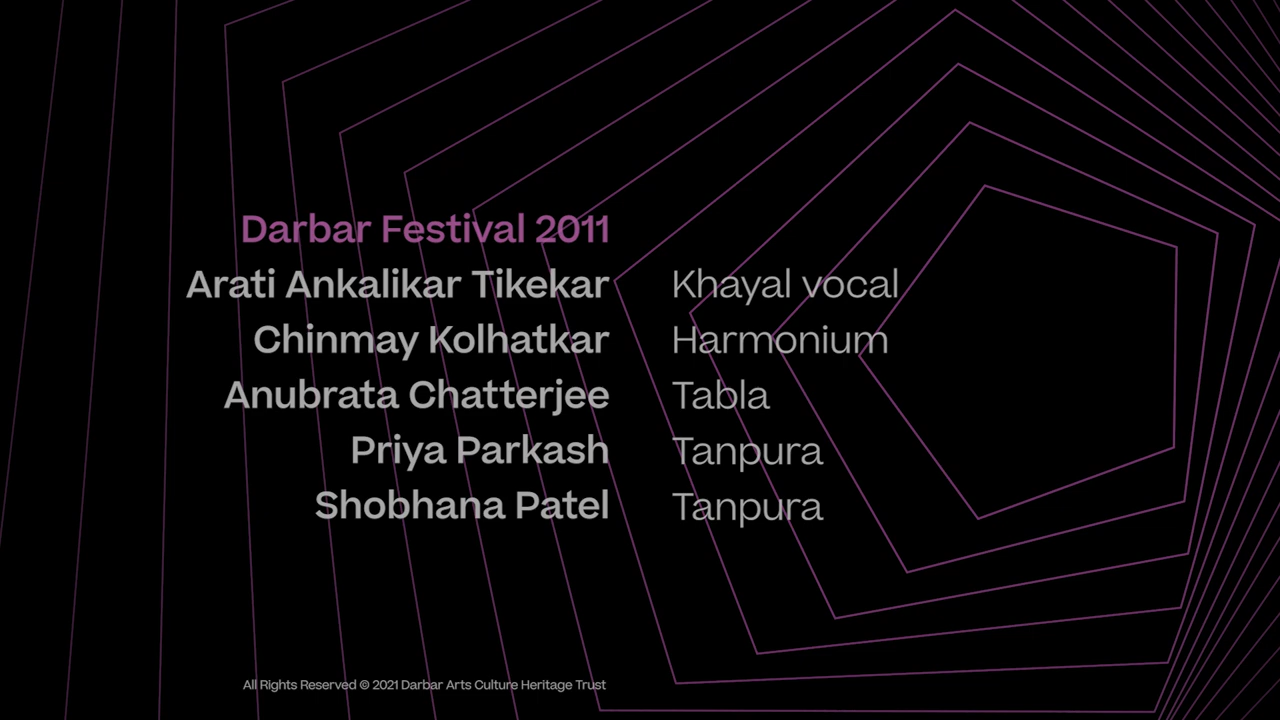 Darbar Festival 2011
Arati Ankalikar Tikekar Khayal vocal
Chinmay Kolhatkar Harmonium
Anubrata Chatterjee Tabla
Priya Parkash Tanpura
Shobhana Patel Tanpura
All Rights Reserved © 2021 Darbar Arts Culture Heritage Trust